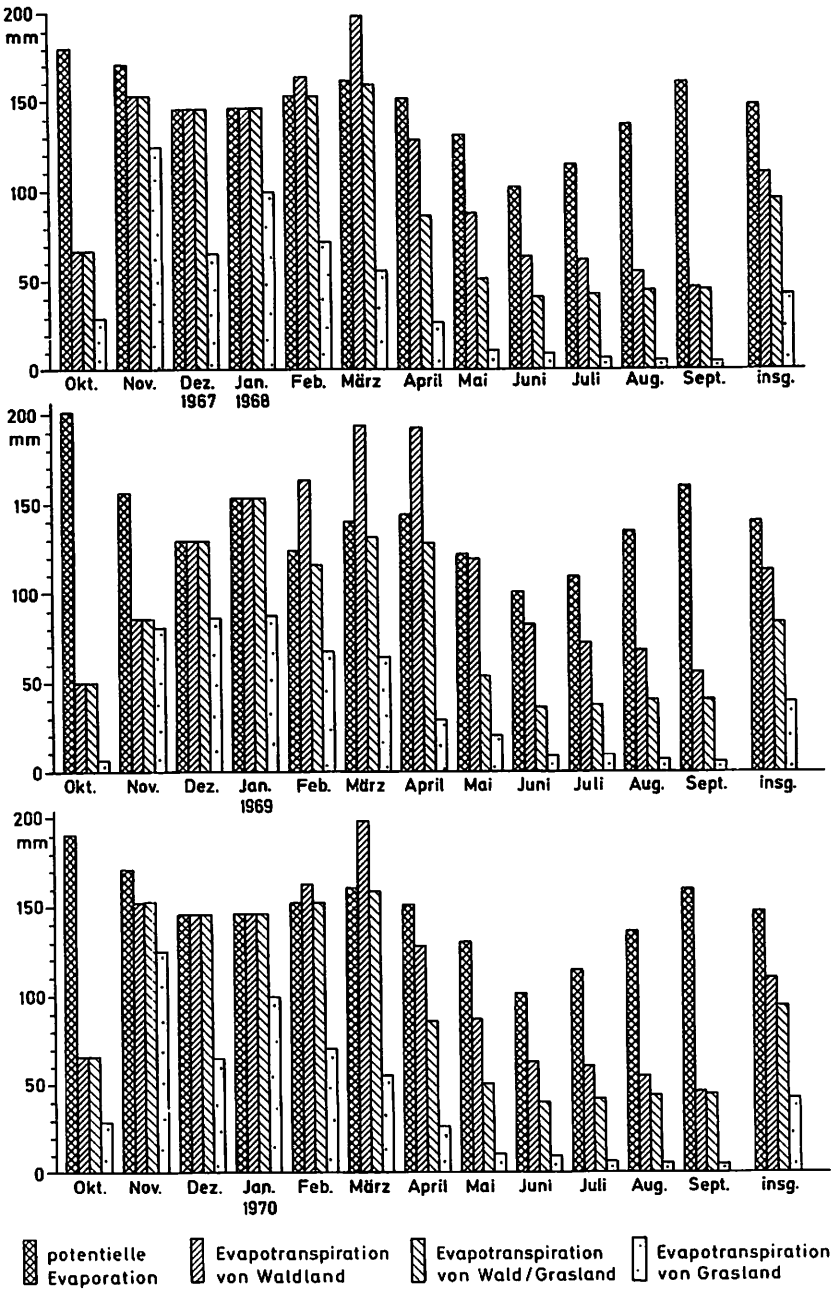 200
mm
150
100
50
0
Okt. Nov. Dez. Jan. Feb. März April Mai Juni Juli Aug. Sept. insg.
1967 1968
200
mm
150
100
50
0
Okt. Nov. Dez. Jan. Feb. März April Mai Juni Juli Aug. Sept. insg.
1969
200
mm
150
100
50
0
Okt. Nov. Dez. Jan. Feb. März April Mai Juni Juli Aug. Sept. insg.
1970
potentielle Evapotranspiration Evapotranspiration Evapotranspiration
Evaporation von Waldland von Wald/Grasland von Grasland